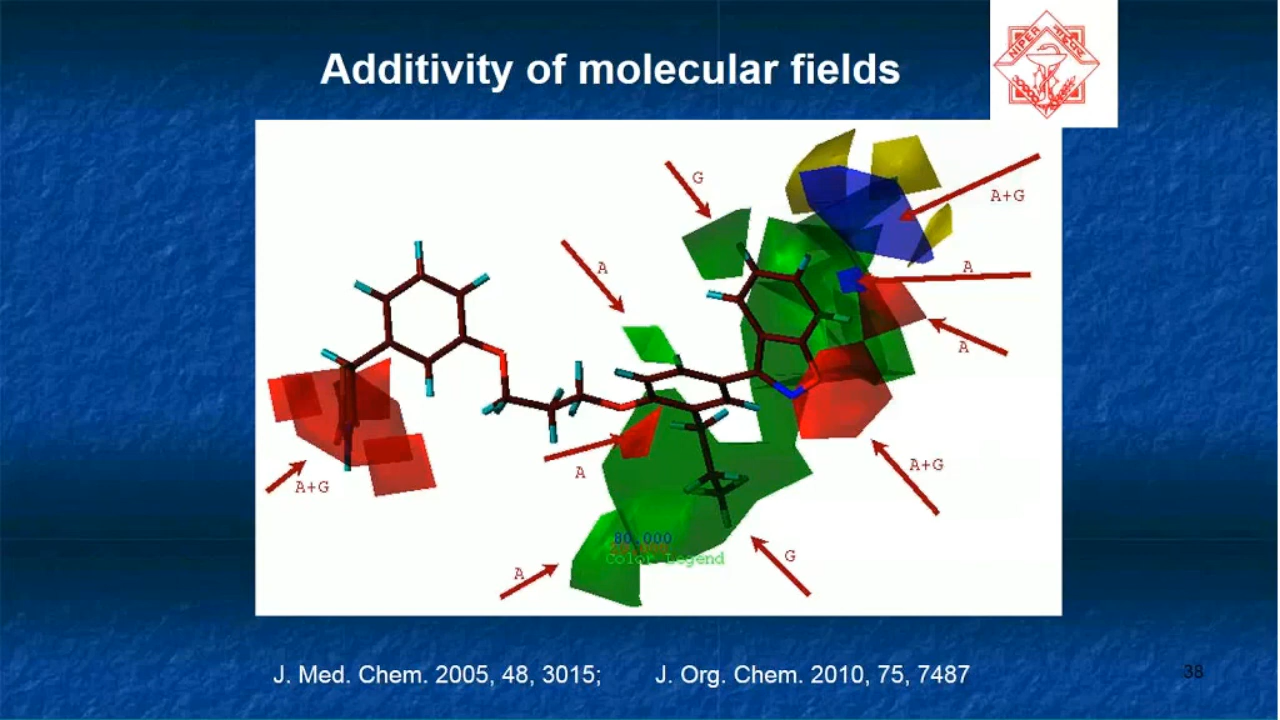 Additivity of molecular fields
NIPER
G
A+G
A
A
A
A
A+G
A+G
G
A
80.000
Color Legend
J. Med. Chem. 2005, 48, 3015; J. Org. Chem. 2010, 75, 7487
38